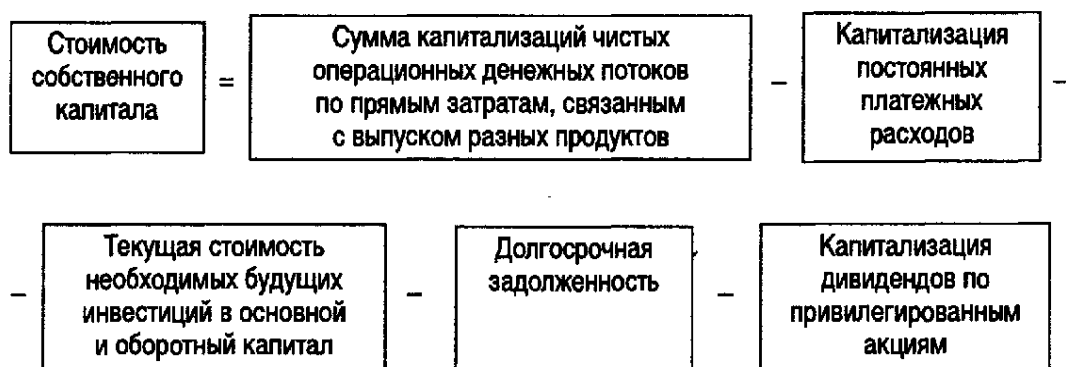 Стоимость
собственного
капитала
=
Сумма капитализаций чистых
операционных денежных потоков
по прямым затратам, связанным
с выпуском разных продуктов
–
Капитализация
постоянных
платежных
расходов
–
–
Текущая стоимость
необходимых будущих
инвестиций в основной
и оборотный капитал
–
Долгосрочная
задолженность
–
Капитализация
дивидендов по
привилегированным
акциям